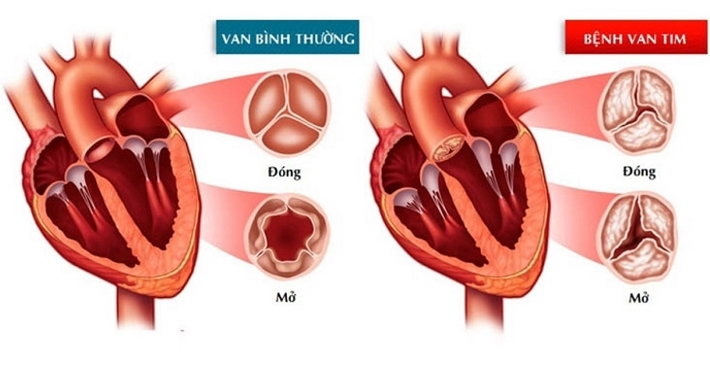 VAN BÌNH THƯỜNG
Đóng
Mở
BỆNH VAN TIM
Đóng
Mở